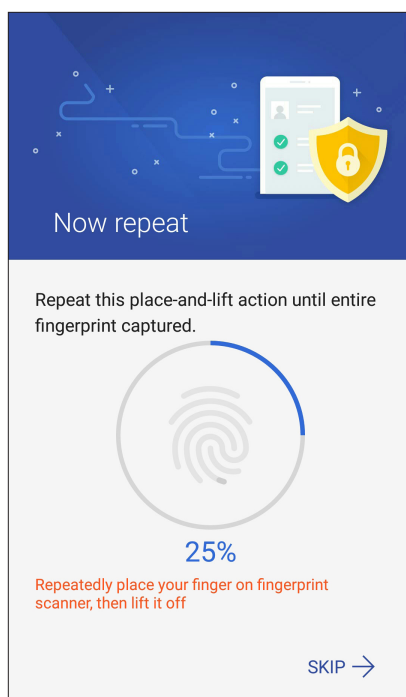 Now repeat
Repeat this place-and-lift action until entire
fingerprint captured.
25%
Repeatedly place your finger on fingerprint
scanner, then lift it off
SKIP